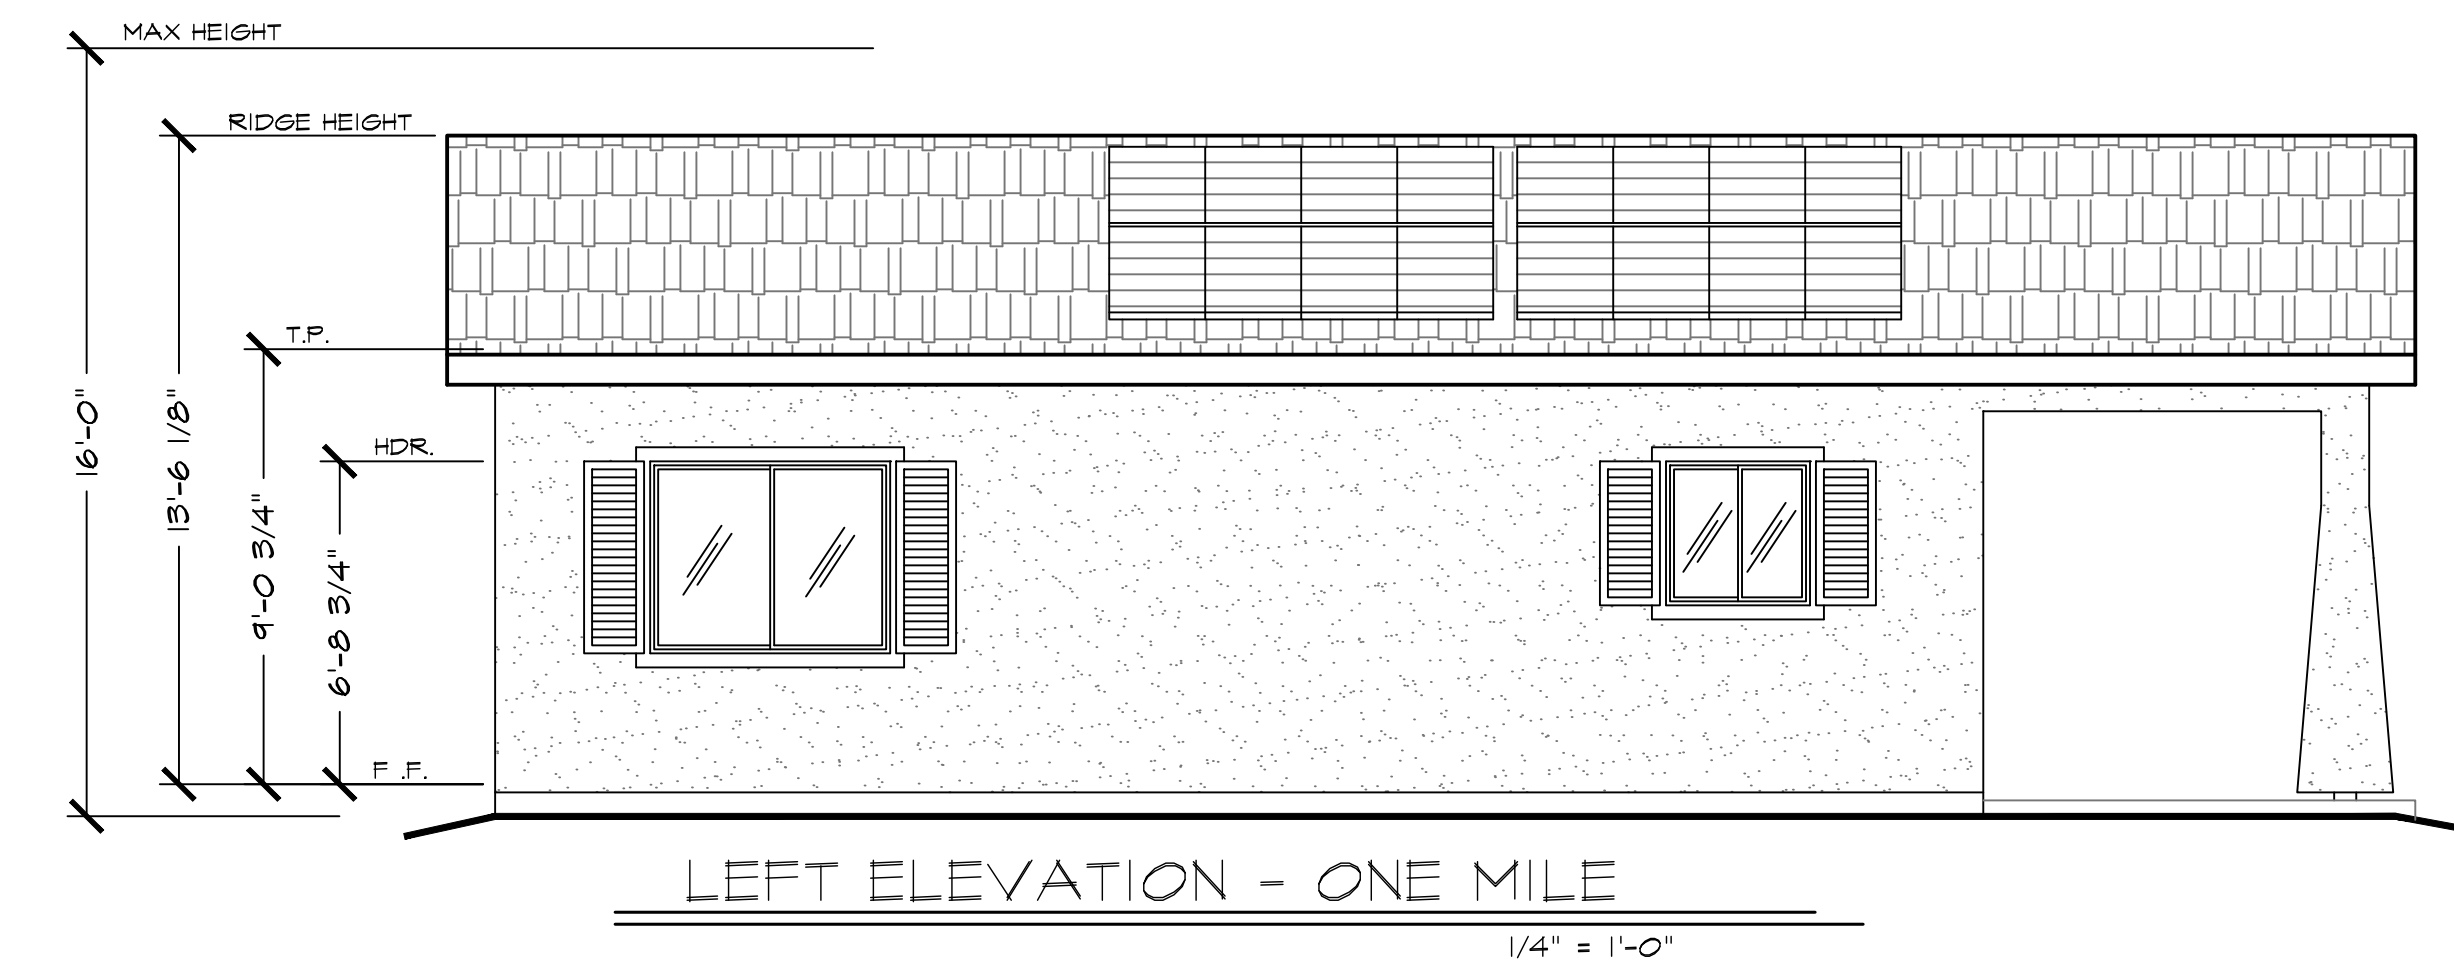 MAX HEIGHT
RIDGE HEIGHT
T.P.
HDR.
16'-0"
13'-6 1/8"
9'-0 3/4"
6'-8 3/4"
F .F.
LEFT ELEVATION - ONE MILE
1/4" = 1'-0"